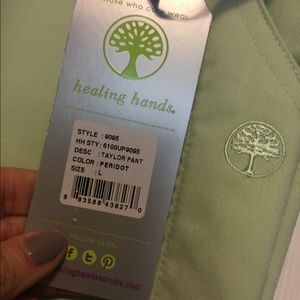 those who care wear
healing hands®
STYLE : 9095
HH STY: 6100UP9095
DESC : TAYLOR PANT
COLOR : PERIDOT
SIZE : L
8 83588 43827 0
FOLLOW US ON
healinghandsscrubs.com